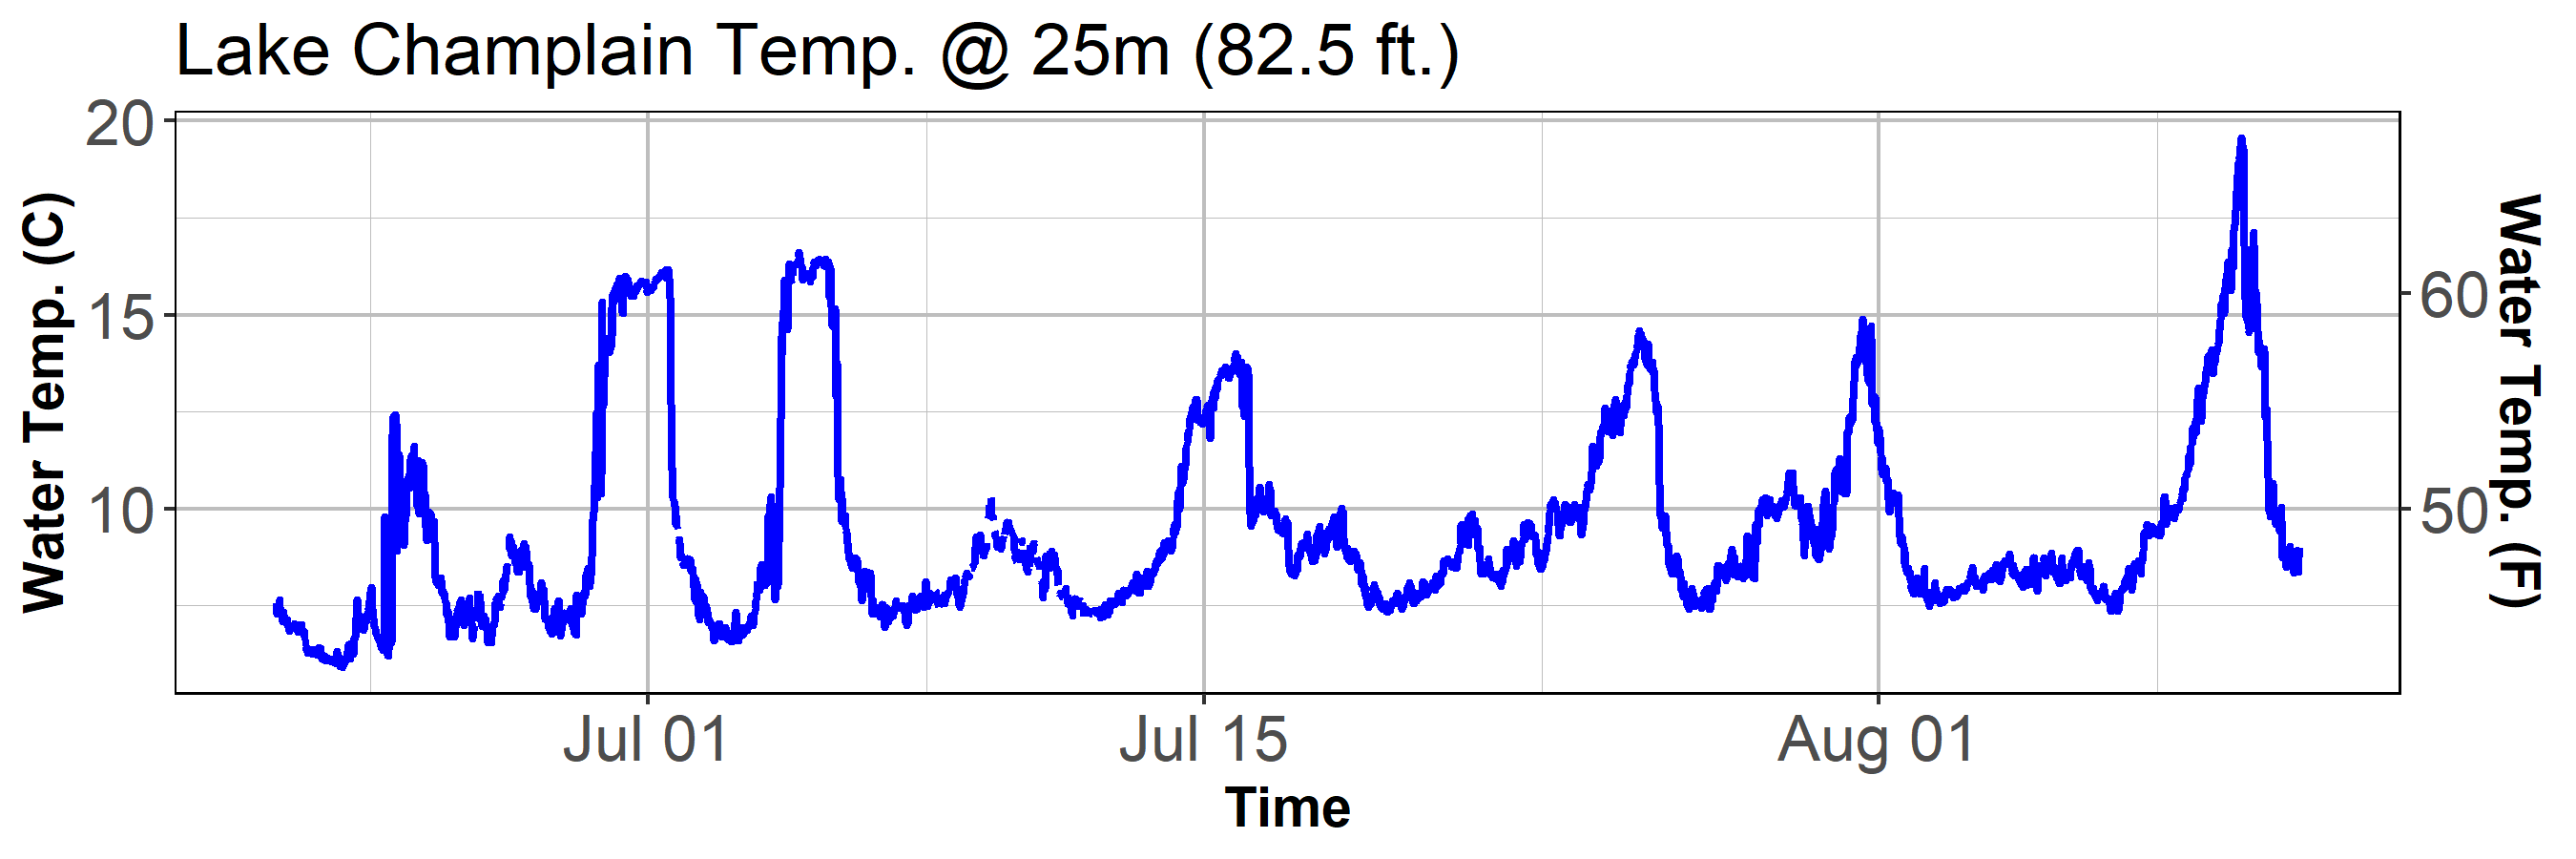 Lake Champlain Temp. @ 25m (82.5 ft.)
Water Temp. (C)
20
15
10
60
50
Water Temp. (F)
Jul 01
Jul 15
Aug 01
Time